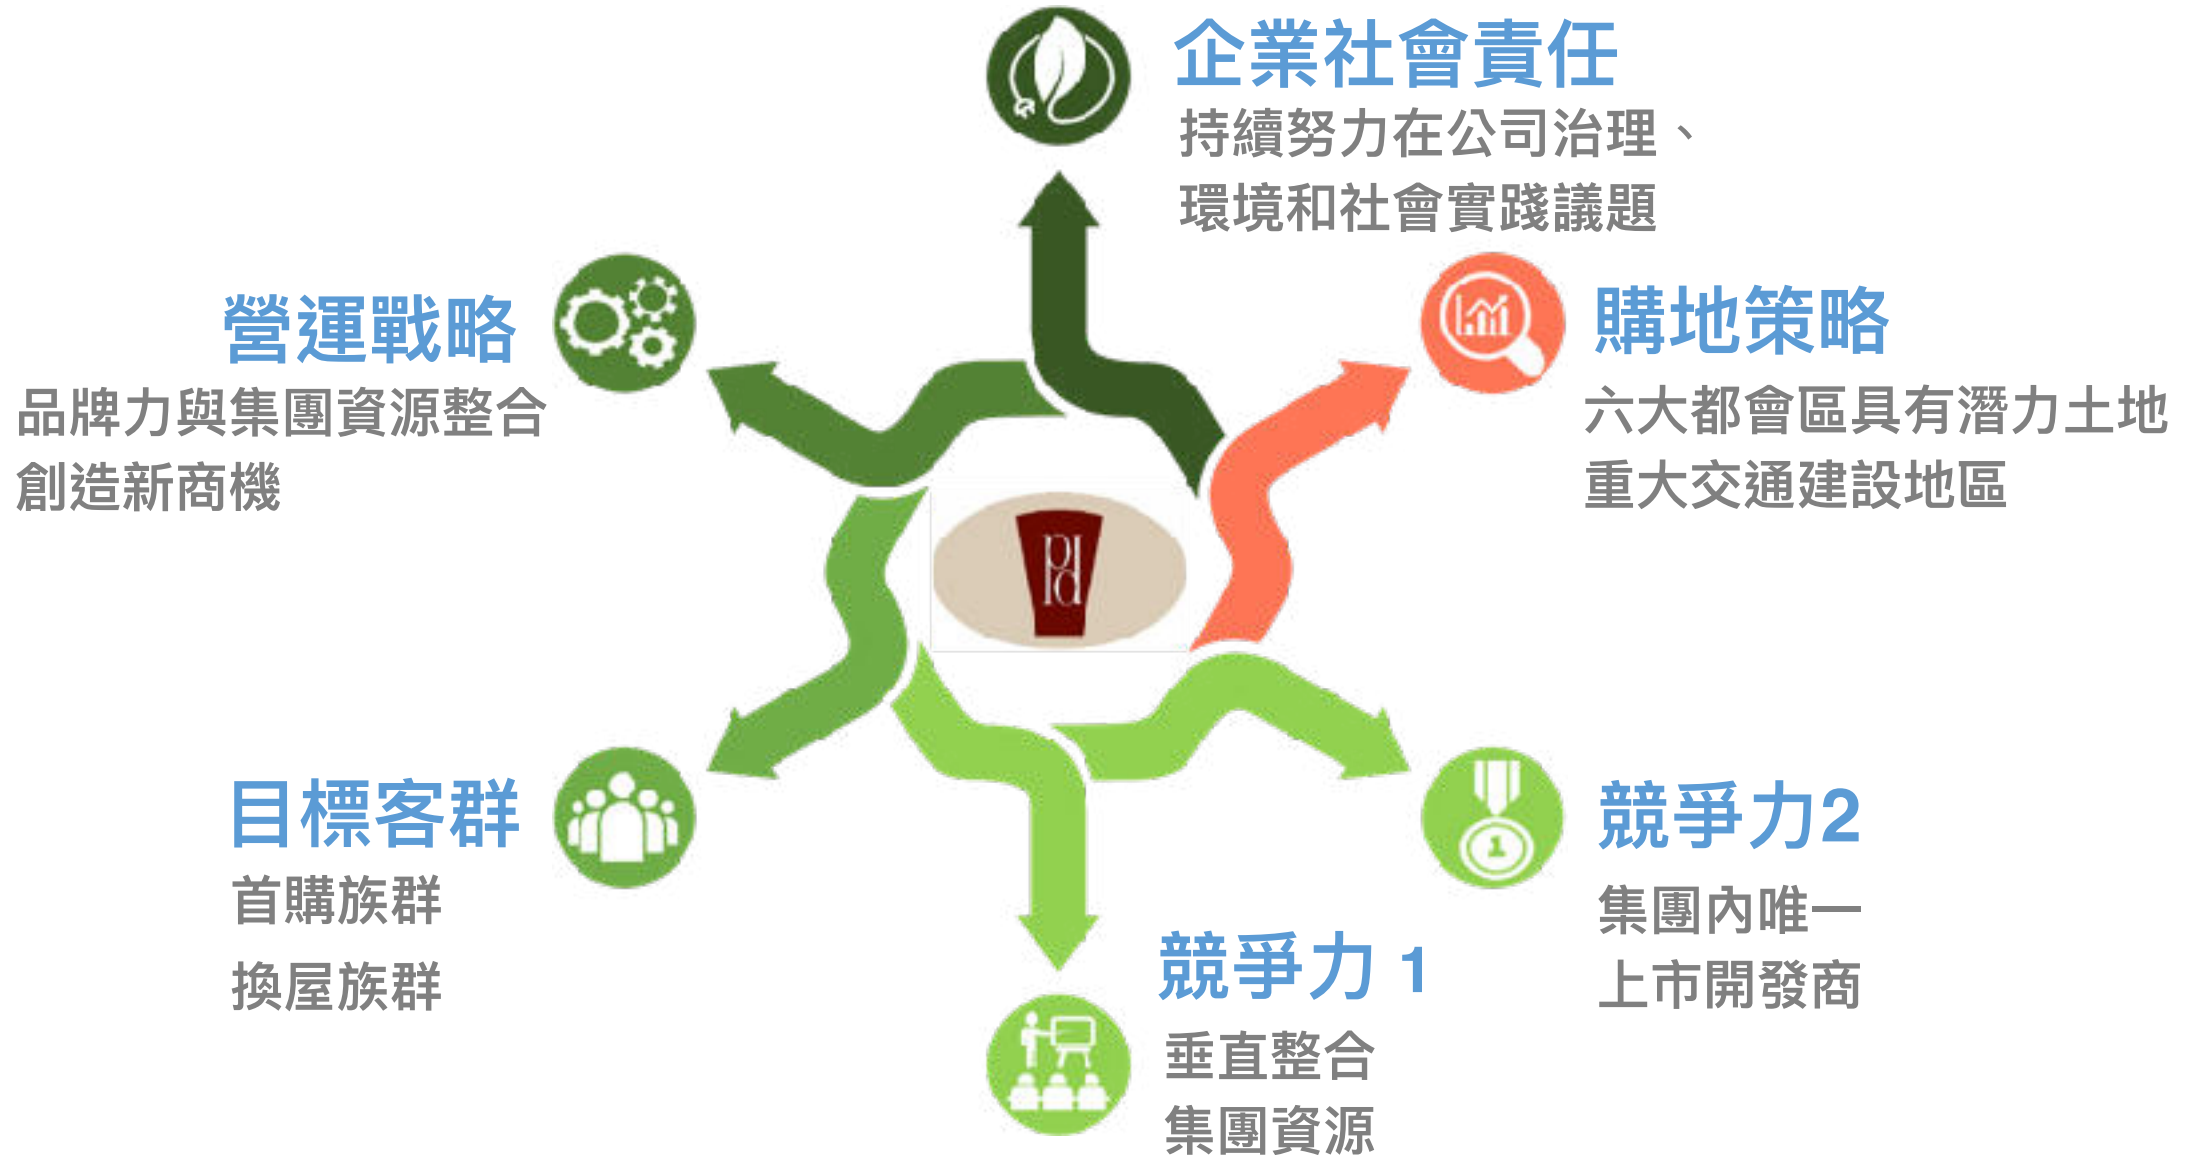 企業社會責任
持續努力在公司治理、
環境和社會實踐議題
購地策略
六大都會區具有潛力土地
重大交通建設地區
競爭力2
集團內唯一
上市開發商
競爭力 1
垂直整合
集團資源
目標客群
首購族群
換屋族群
營運戰略
品牌力與集團資源整合
創造新商機
pd
1